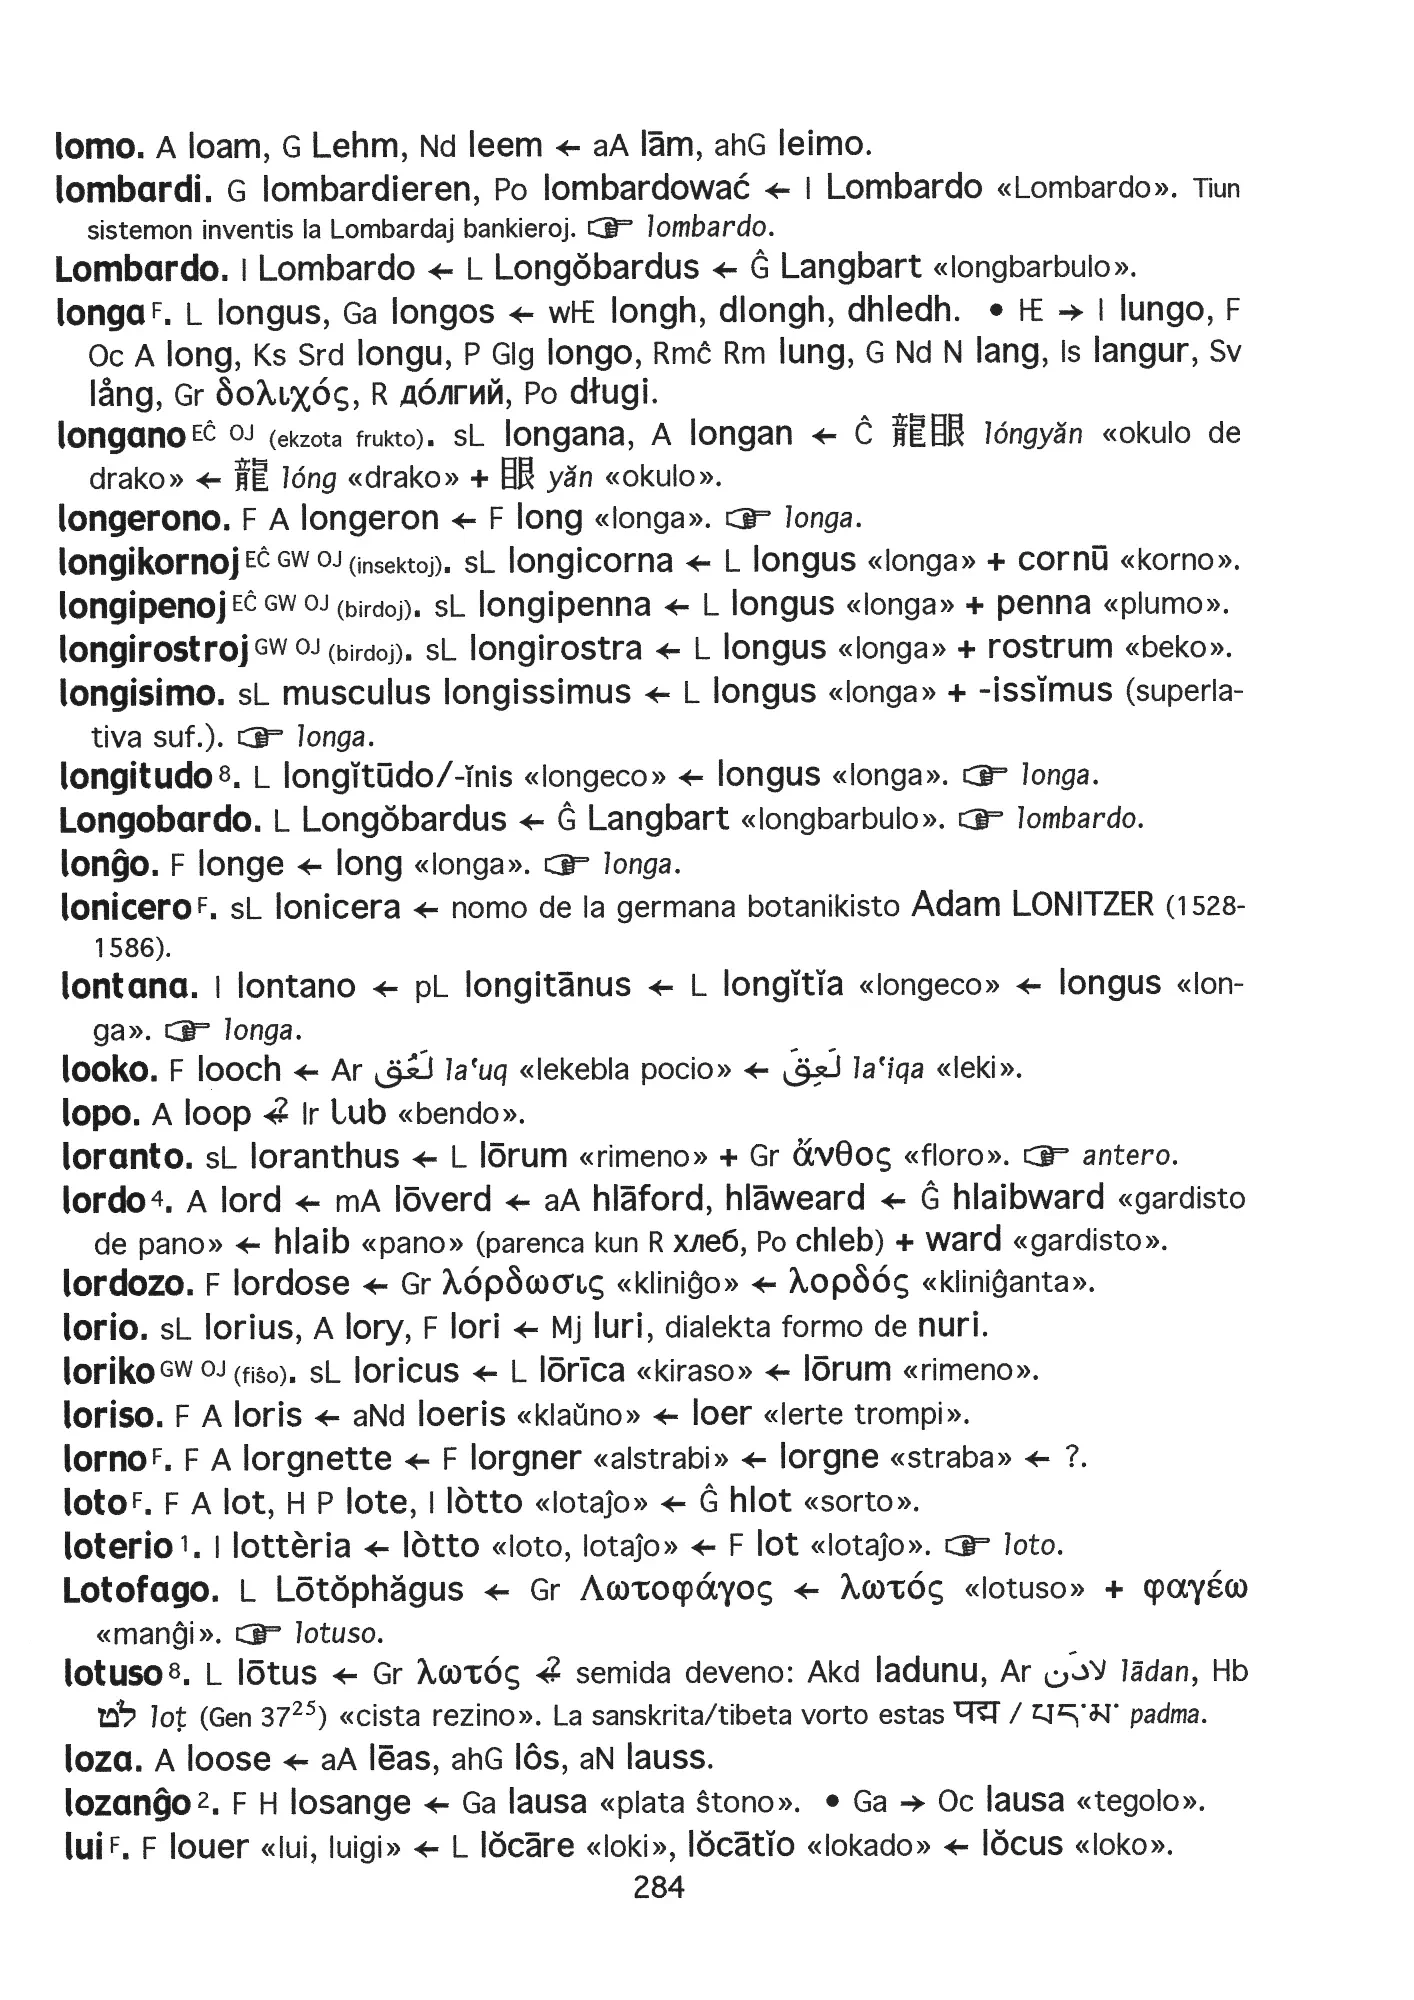 lomo. A loam, G Lehm, Nd leem ← aA lām, ahG leimo.
lombardi. G lombardieren, Po lombardować ← I Lombardo «Lombardo». Tiun
sistemon inventis la Lombardaj bankieroj. ☞ lombardo.
Lombardo. I Lombardo ← L Longŏbardus ← Ĝ Langbart «longbarbulo».
longa F. L longus, Ga longos ← wHE longh, dlongh, dhledh. • HE → I lungo, F
Oc A long, Ks Srd longu, P Glg longo, Rmĉ Rm lung, G Nd N lang, Is langur, Sv
lång, Gr δολιχός, R до́лгий, Po długi.
longano EĈ OJ (ekzota frukto). sL longana, A longan ← Ĉ 龍眼 lóngyǎn «okulo de
drako» ← 龍 lóng «drako» + 眼 yǎn «okulo».
longerono. F A longeron ← F long «longa». ☞ longa.
longikornoj EĈ GW OJ (insektoj). sL longicorna ← L longus «longa» + cornū «korno».
longipenoj EĈ GW OJ (birdoj). sL longipenna ← L longus «longa» + penna «plumo».
longirostroj GW OJ (birdoj). sL longirostra ← L longus «longa» + rostrum «beko».
longisimo. sL musculus longissimus ← L longus «longa» + -issĭmus (superla-
tiva suf.). ☞ longa.
longitudo 8. L longĭtūdo/-ĭnis «longeco» ← longus «longa». ☞ longa.
Longobardo. L Longŏbardus ← Ĝ Langbart «longbarbulo». ☞ lombardo.
lonĝo. F longe ← long «longa». ☞ longa.
lonicero F. sL lonicera ← nomo de la germana botanikisto Adam LONITZER (1528-
1586).
lontana. I lontano ← pL longitānus ← L longĭtĭa «longeco» ← longus «lon-
ga». ☞ longa.
looko. F looch ← Ar لَعُق la‘uq «lekebla pocio» ← لَعِقَ la‘iqa «leki».
lopo. A loop ⇐? Ir lub «bendo».
loranto. sL loranthus ← L lōrum «rimeno» + Gr ἄνθος «floro». ☞ antero.
lordo 4. A lord ← mA lōverd ← aA hlāford, hlāweard ← Ĝ hlaibward «gardisto
de pano» ← hlaib «pano» (parenca kun R хлеб, Po chleb) + ward «gardisto».
lordozo. F lordose ← Gr λόρδωσις «kliniĝo» ← λορδός «kliniĝanta».
lorio. sL lorius, A lory, F lori ← Mj luri, dialekta formo de nuri.
loriko GW OJ (fiŝo). sL loricus ← L lōrīca «kiraso» ← lōrum «rimeno».
loriso. F A loris ← aNd loeris «klaŭno» ← loer «lerte trompi».
lorno F. F A lorgnette ← F lorgner «alstrabi» ← lorgne «straba» ← ?.
loto F. F A lot, H P lote, I lòtto «lotaĵo» ← Ĝ hlot «sorto».
loterio 1. I lottèria ← lòtto «loto, lotaĵo» ← F lot «lotaĵo». ☞ loto.
Lotofago. L Lōtŏphăgus ← Gr Λωτοφάγος ← λωτός «lotuso» + φαγέω
«manĝi». ☞ lotuso.
lotuso 8. L lōtus ← Gr λωτός ⇐? semida deveno: Akd ladunu, Ar لادَن lādan, Hb
לֹט loṭ (Gen 37²⁵) «cista rezino». La sanskrita/tibeta vorto estas पद्म / པད་མ་ padma.
loza. A loose ← aA lēas, ahG lôs, aN lauss.
lozanĝo 2. F H losange ← Ga lausa «plata ŝtono». • Ga → Oc lausa «tegolo».
lui F. F louer «lui, luigi» ← L lŏcāre «loki», lŏcātĭo «lokado» ← lŏcus «loko».
284